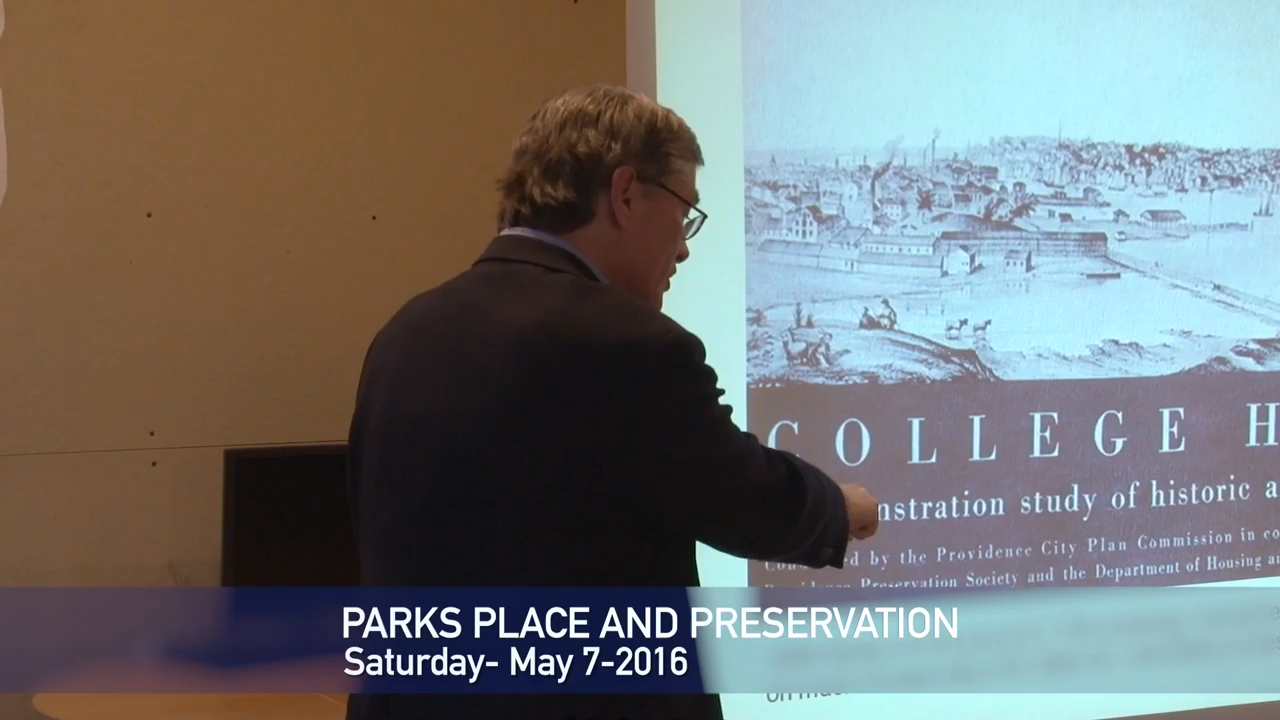 COLLEGE H
nstration study of historic a
d by the Providence City Plan Commission in co
Preservation Society and the Department of Housing an
PARKS PLACE AND PRESERVATION
Saturday- May 7-2016